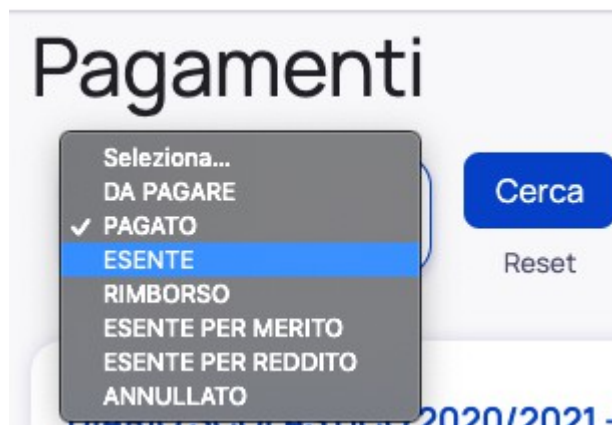 Pagamenti
Seleziona...
DA PAGARE
✓ PAGATO
ESENTE
RIMBORSO
ESENTE PER MERITO
ESENTE PER REDDITO
ANNULLATO
Cerca
Reset
2020/2021 -